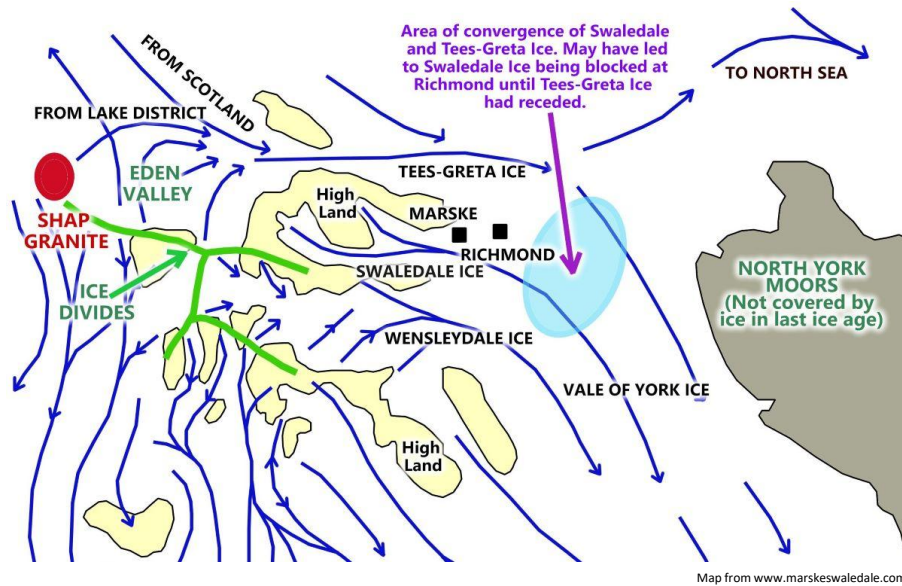 Area of convergence of Swaledale
and Tees-Greta Ice. May have led
to Swaledale Ice being blocked at
Richmond until Tees-Greta Ice
had receded.
FROM SCOTLAND
TO NORTH SEA
FROM LAKE DISTRICT
EDEN
VALLEY
TEES-GRETA ICE
High
Land
MARSKE
SHAP
GRANITE
RICHMOND
SWALEDALE ICE
NORTH YORK
MOORS
(Not covered by
ice in last ice age)
ICE
DIVIDES
WENSLEYDALE ICE
VALE OF YORK ICE
High
Land
Map from www.marskeswaledale.com